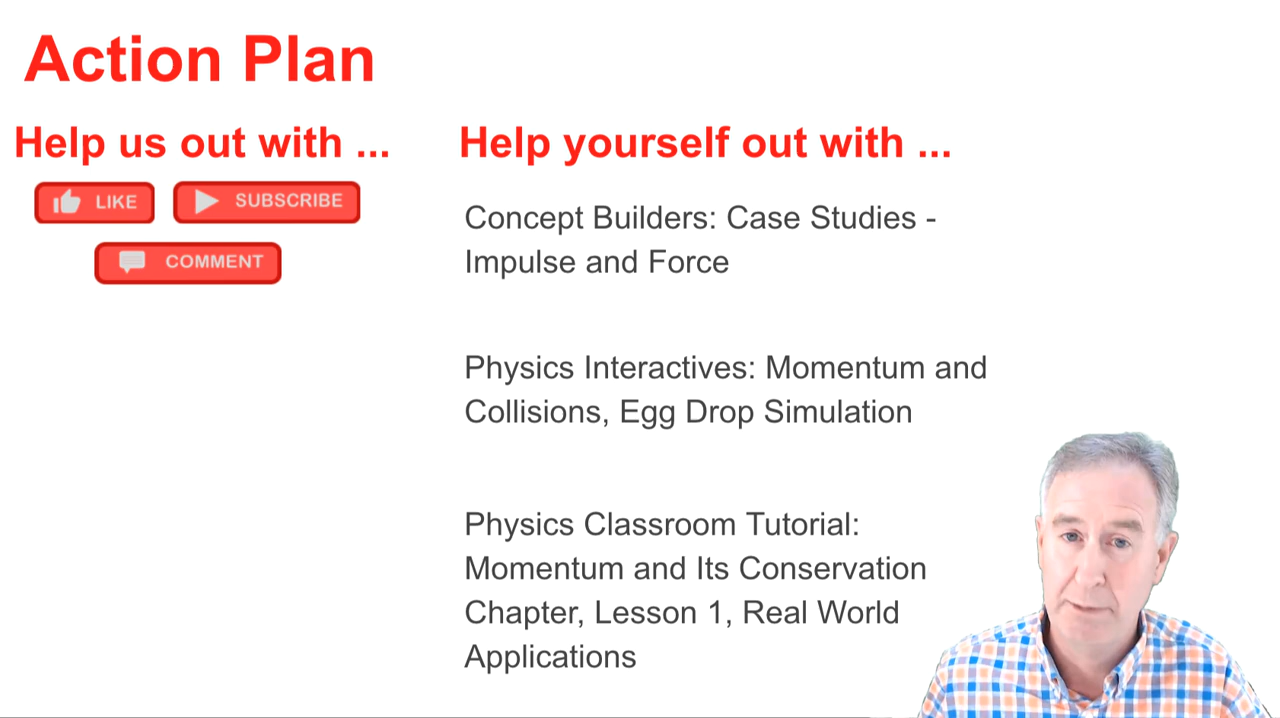 Action Plan
Help us out with ...
LIKE
SUBSCRIBE
COMMENT
Help yourself out with ...
Concept Builders: Case Studies -
Impulse and Force
Physics Interactives: Momentum and
Collisions, Egg Drop Simulation
Physics Classroom Tutorial:
Momentum and Its Conservation
Chapter, Lesson 1, Real World
Applications